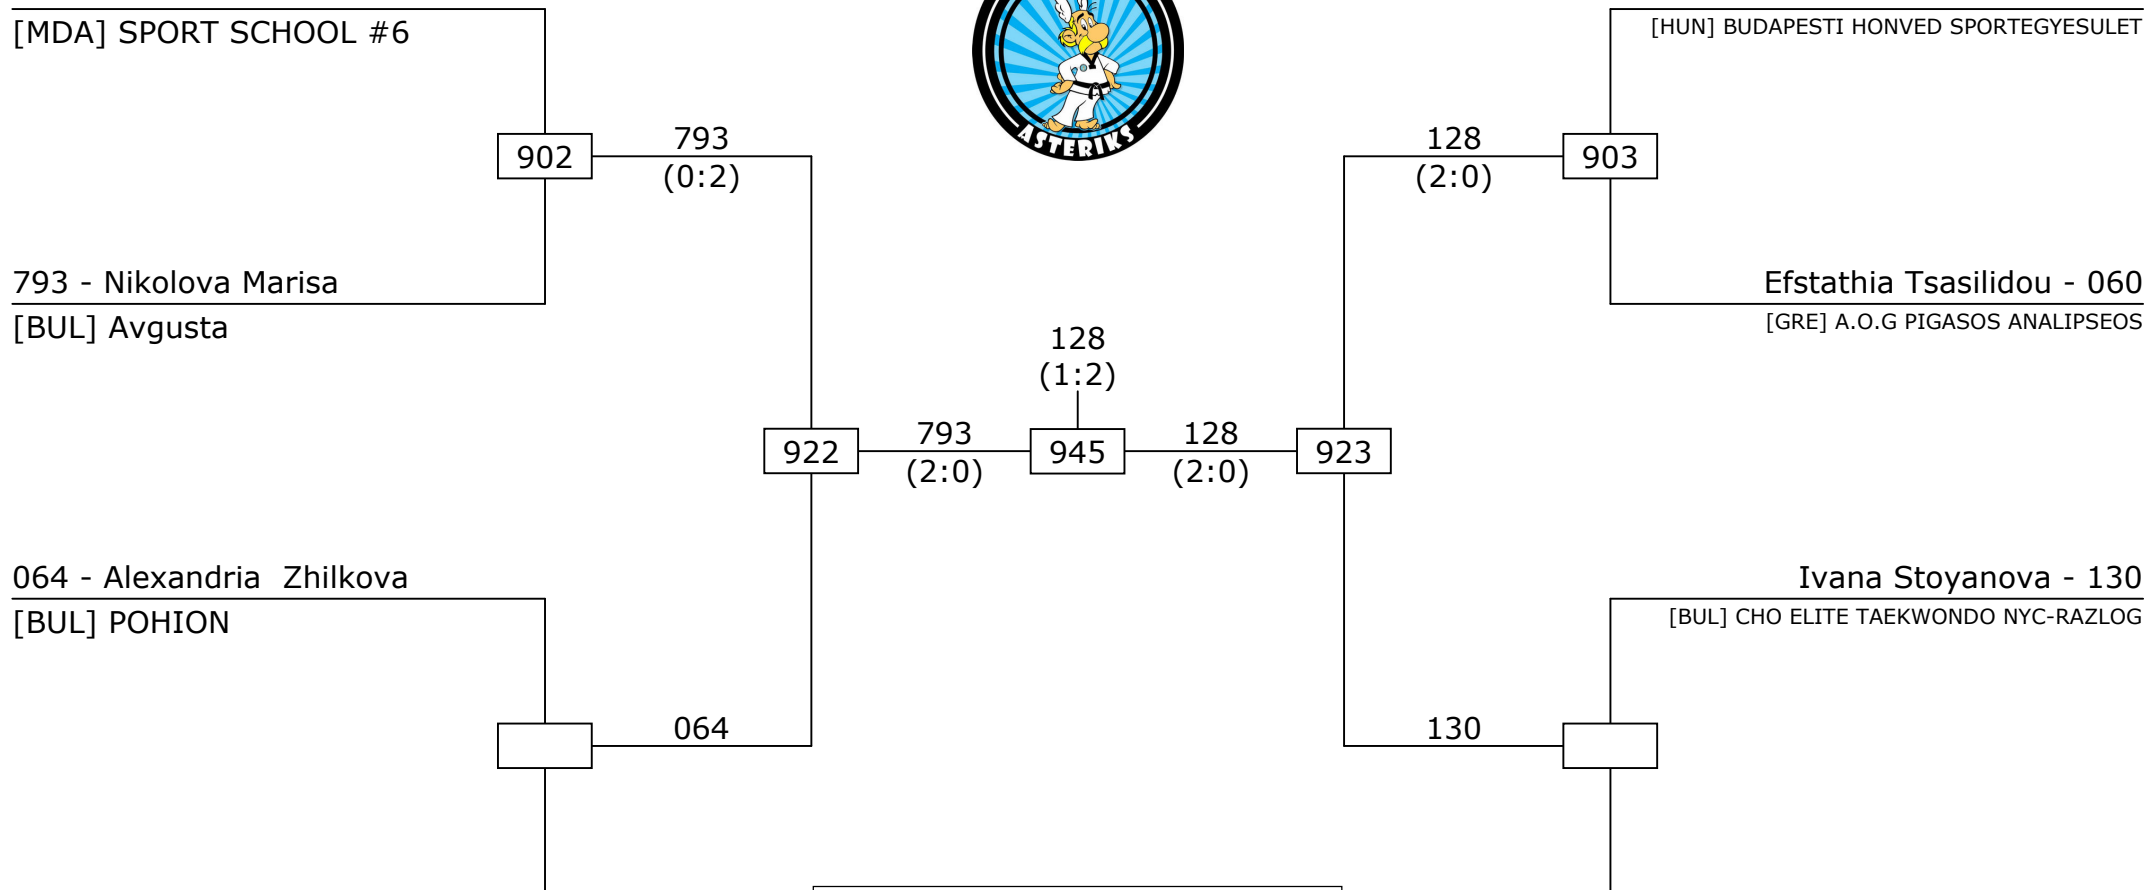 [MDA] SPORT SCHOOL #6
[HUN] BUDAPESTI HONVED SPORTEGYESULET
ASTERIKS
902
793
(0:2)
128
(2:0)
903
793 - Nikolova Marisa
[BUL] Avgusta
Efstathia Tsasilidou - 060
[GRE] A.O.G PIGASOS ANALIPSEOS
128
(1:2)
922
793
(2:0)
945
128
(2:0)
923
064 - Alexandria  Zhilkova
[BUL] POHION
Ivana Stoyanova - 130
[BUL] CHO ELITE TAEKWONDO NYC-RAZLOG
064
130